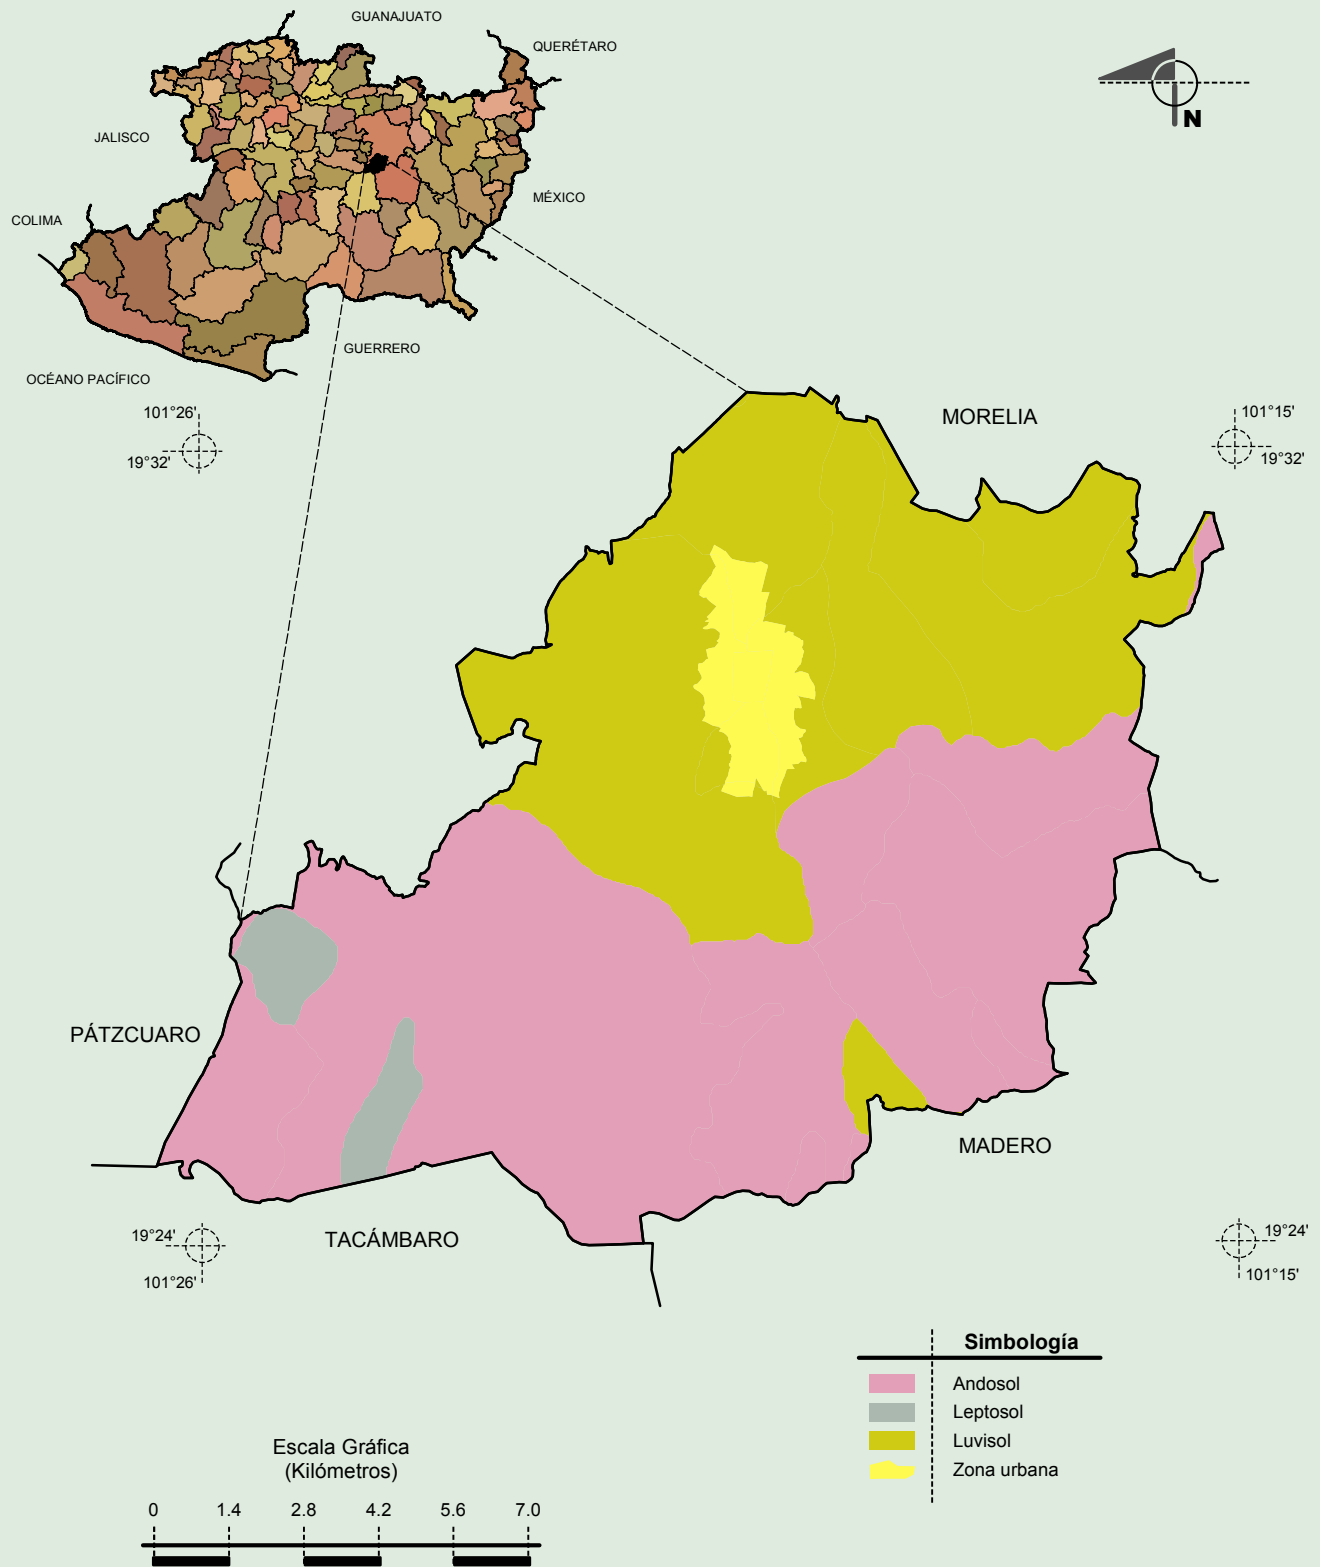 GUANAJUATO
QUERÉTARO
JALISCO
N
MÉXICO
COLIMA
GUERRERO
OCÉANO PACÍFICO
101°26'
19°32'
MORELIA
101°15'
19°32'
PÁTZCUARO
MADERO
TACÁMBARO
19°24'
101°26'
19°24'
101°15'
Simbología
Andosol
Leptosol
Luvisol
Zona urbana
Escala Gráfica
(Kilómetros)
0 1.4 2.8 4.2 5.6 7.0